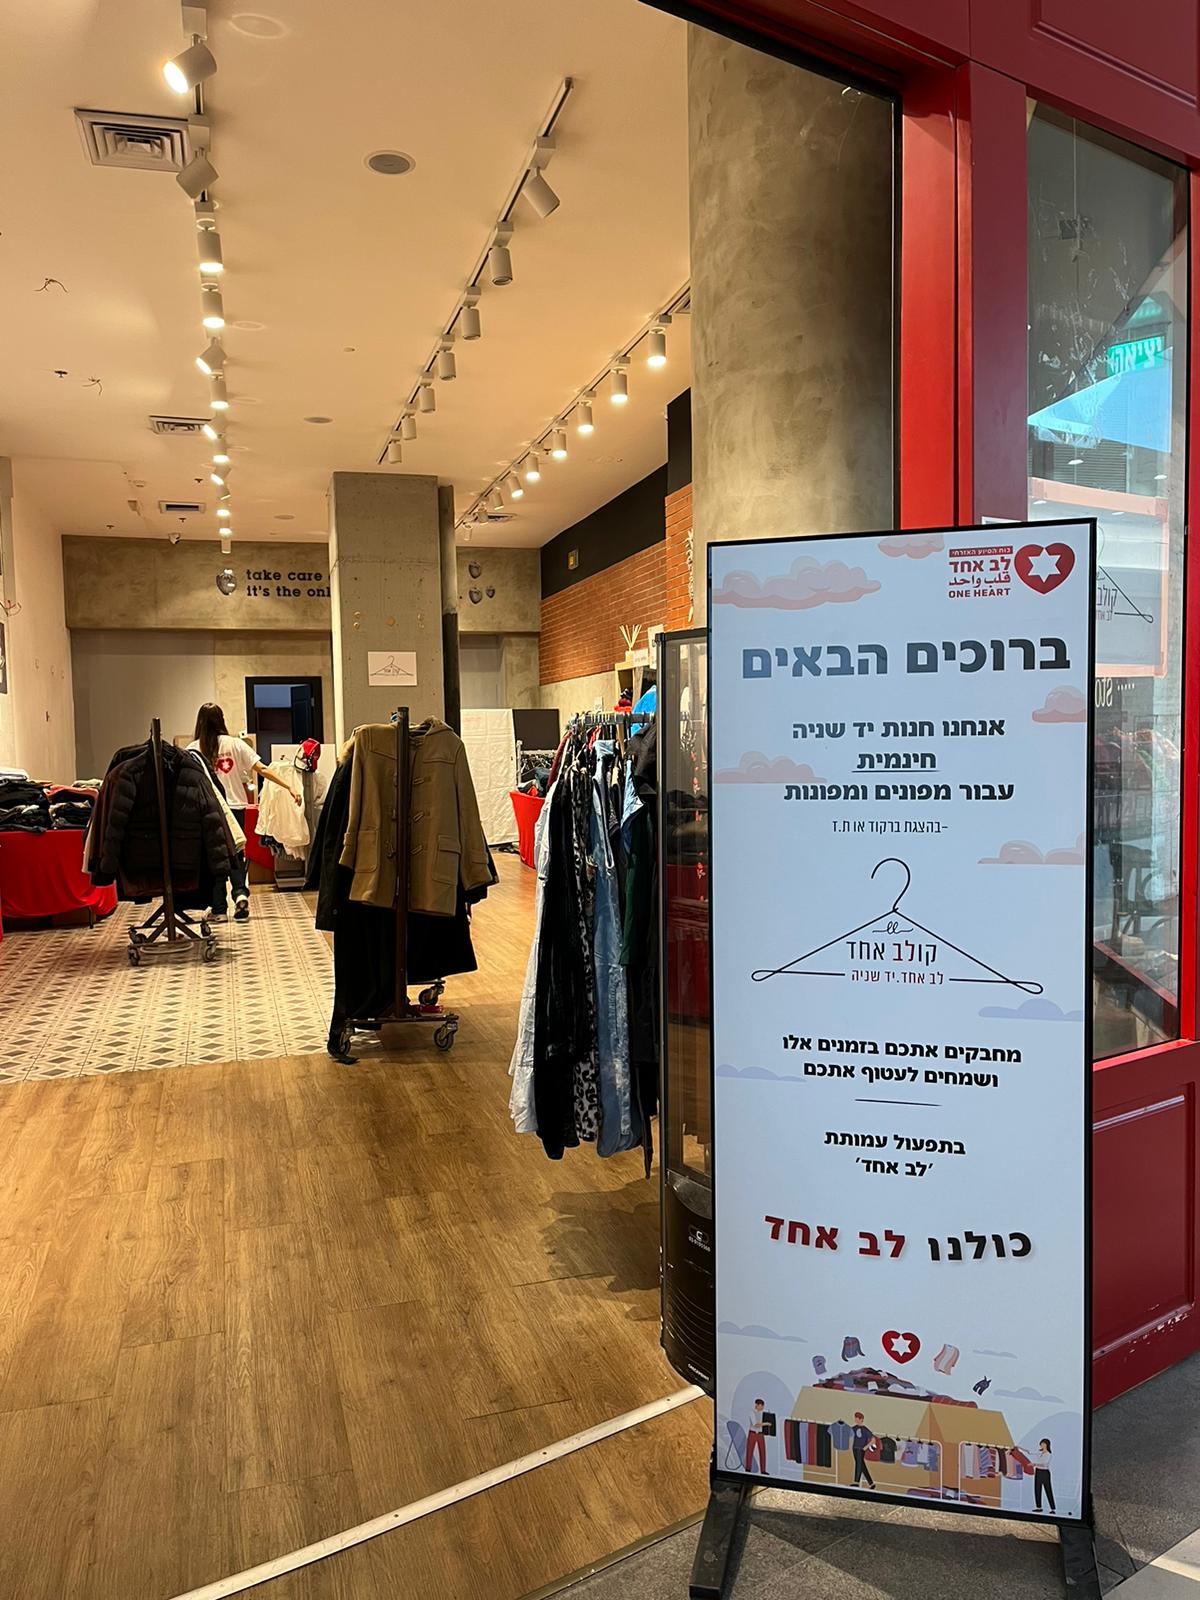 take care
it's the onl
כוח הסיוע האזרחי
לב אחד
قلب واحد
ONE HEART
ברוכים הבאים
אנחנו חנות יד שניה
חינמית
עבור מפונים ומפונות
-בהצגת ברקוד או ת.ז
קולב אחד
לב אחד.יד שניה
מחבקים אתכם בזמנים אלו
ושמחים לעטוף אתכם
בתפעול עמותת
'לב אחד'
כולנו לב אחד